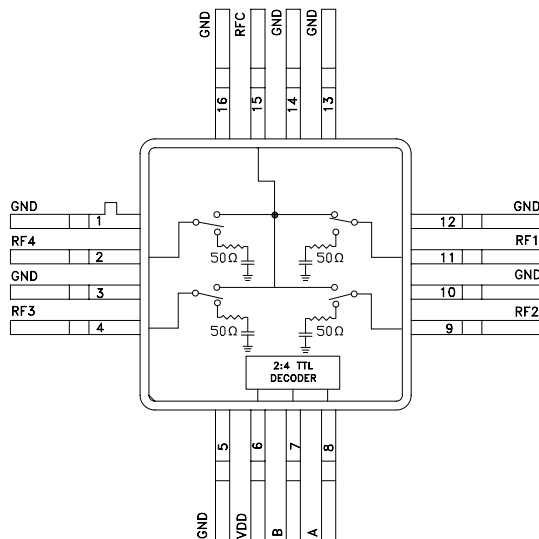 GND
RFC
GND
GND
16
15
14
13
GND
1
12
GND
RF4
2
50Ω
50Ω
11
RF1
GND
3
10
GND
RF3
4
50Ω
50Ω
9
RF2
2:4 TTL
DECODER
5
6
7
8
GND
VDD
B
A